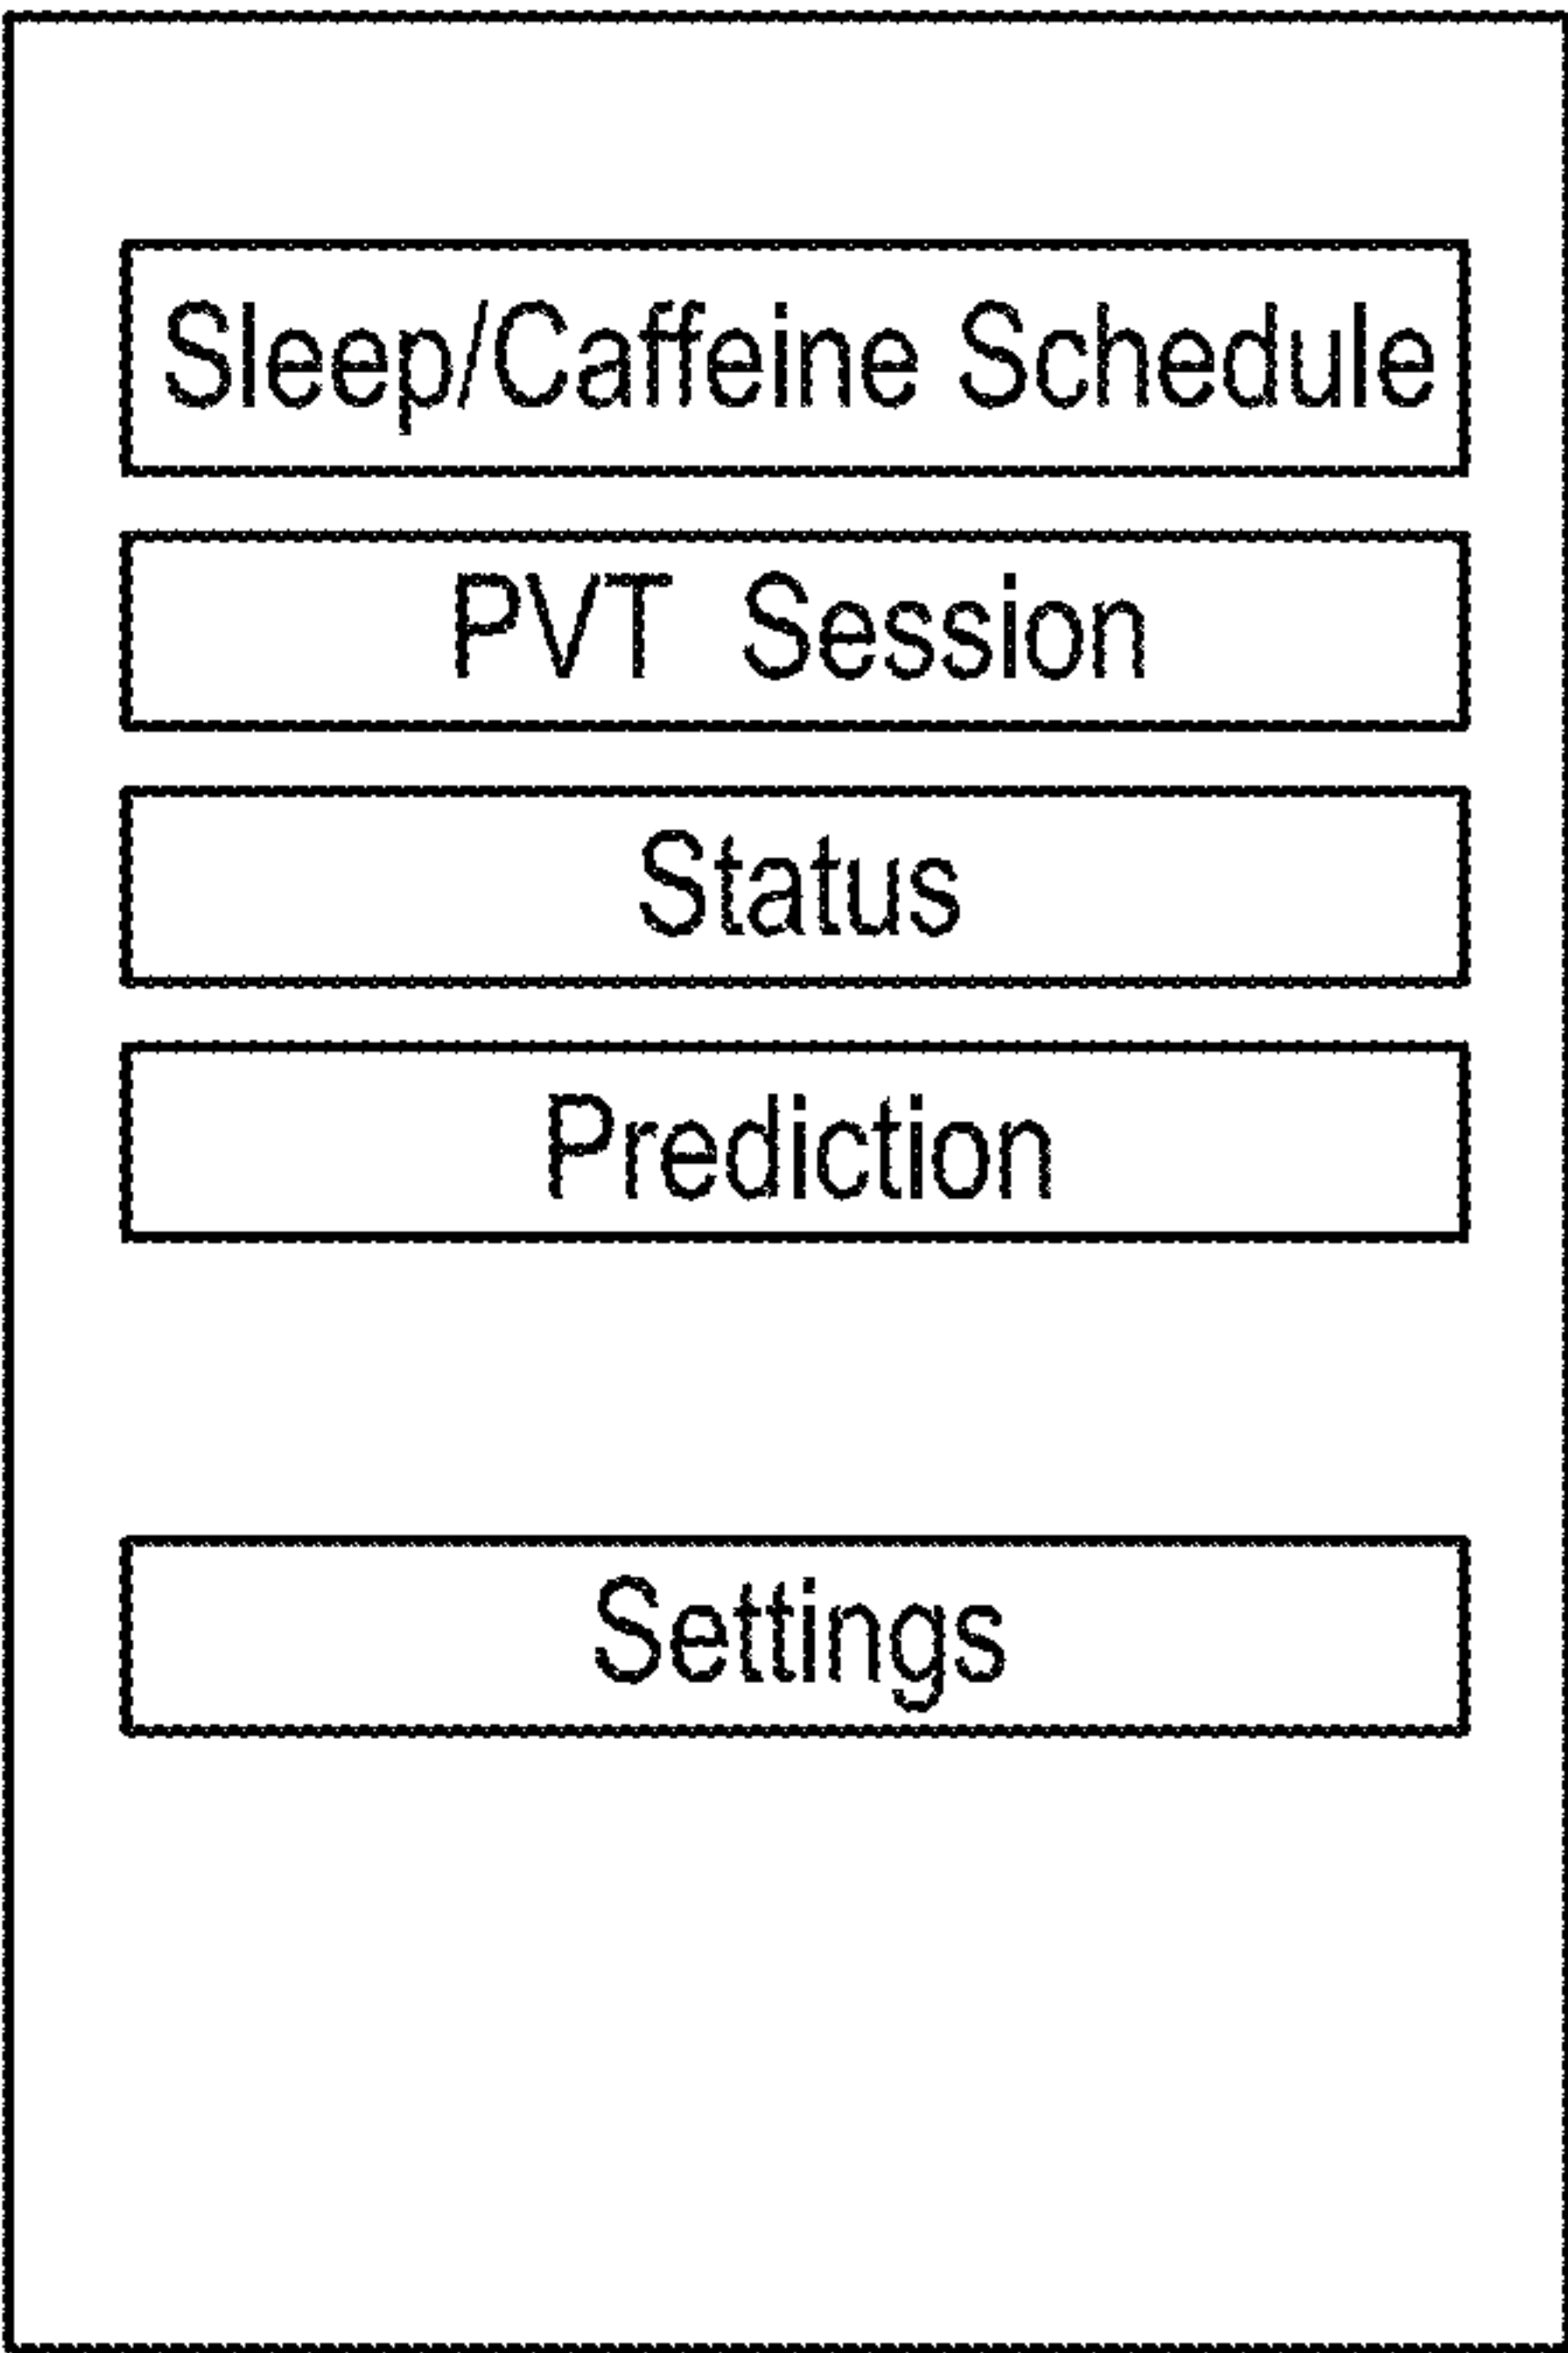 Sleep/Caffeine Schedule
PVT Session
Status
Prediction
Settings